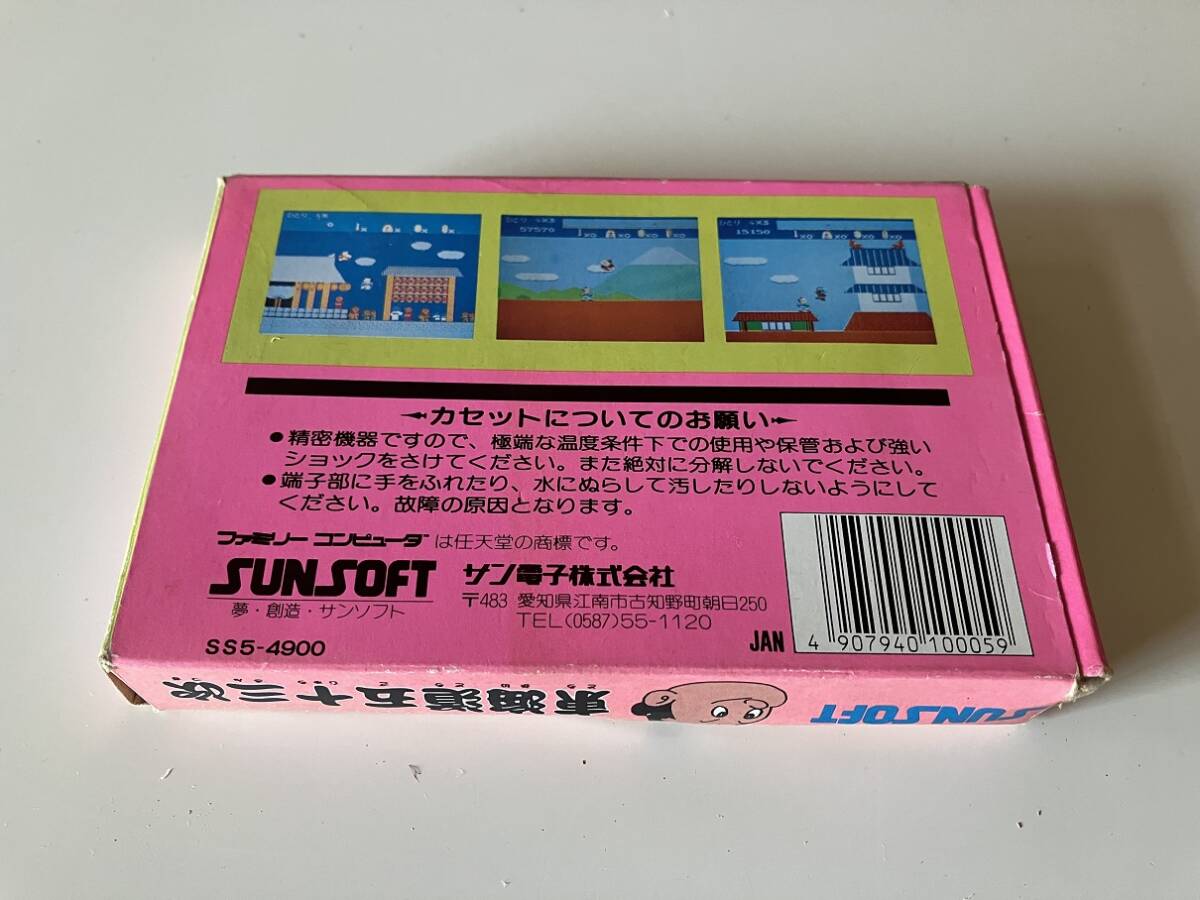 ひとり
57570
ひとり
15150
カセットについてのお願い
●精密機器ですので、極端な温度条件下での使用や保管および強い
ショックをさけてください。また絶対に分解しないでください。
●端子部に手をふれたり、水にぬらして汚したりしないようにして
ください。故障の原因となります。
ファミリー コンピュータ は任天堂の商標です。
SUNSOFT サン電子株式会社
夢・創造・サンソフト
〒483 愛知県江南市古知野町朝日250
TEL(0587)55-1120
SS5-4900
JAN 4 907940 100059
東海道五十三次
SUNSOFT